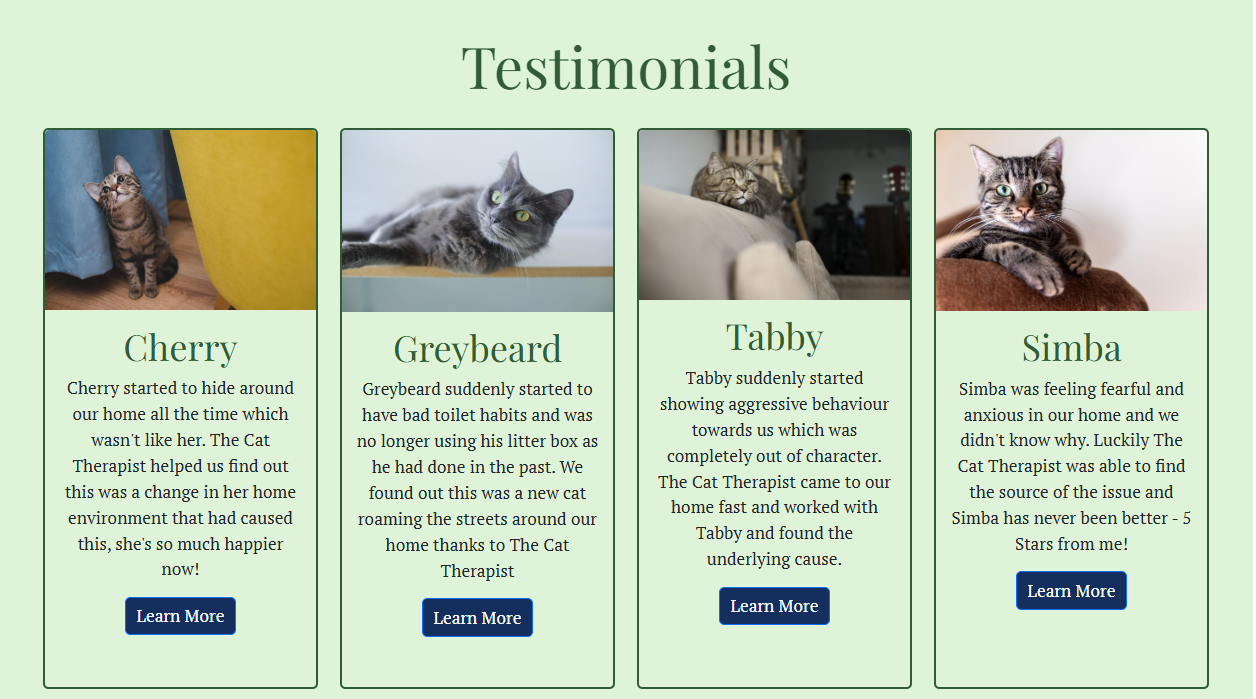 Testimonials
Cherry
Cherry started to hide around
our home all the time which
wasn't like her. The Cat
Therapist helped us find out
this was a change in her home
environment that had caused
this, she's so much happier
now!
Learn More
Greybeard
Greybeard suddenly started to
have bad toilet habits and was
no longer using his litter box as
he had done in the past. We
found out this was a new cat
roaming the streets around our
home thanks to The Cat
Therapist
Learn More
Tabby
Tabby suddenly started
showing aggressive behaviour
towards us which was
completely out of character.
The Cat Therapist came to our
home fast and worked with
Tabby and found the
underlying cause.
Learn More
Simba
Simba was feeling fearful and
anxious in our home and we
didn't know why. Luckily The
Cat Therapist was able to find
the source of the issue and
Simba has never been better - 5
Stars from me!
Learn More